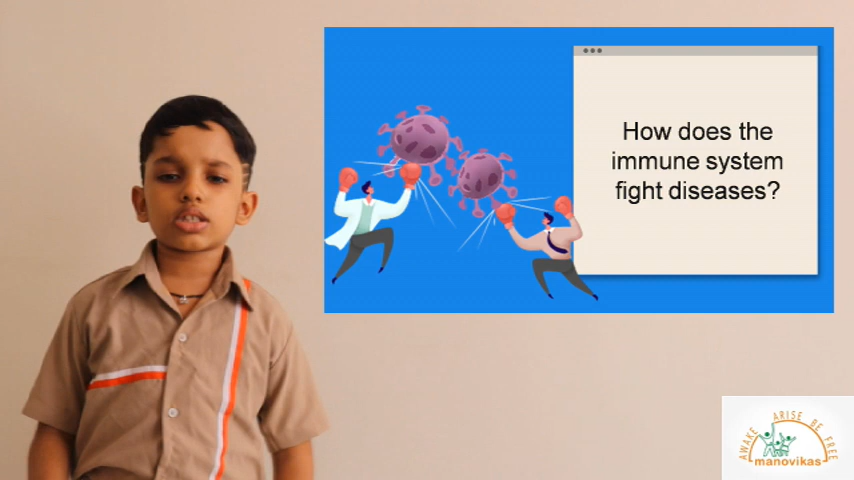 How does the
immune system
fight diseases?
AWAKE ARISE BE FREE
manovikas